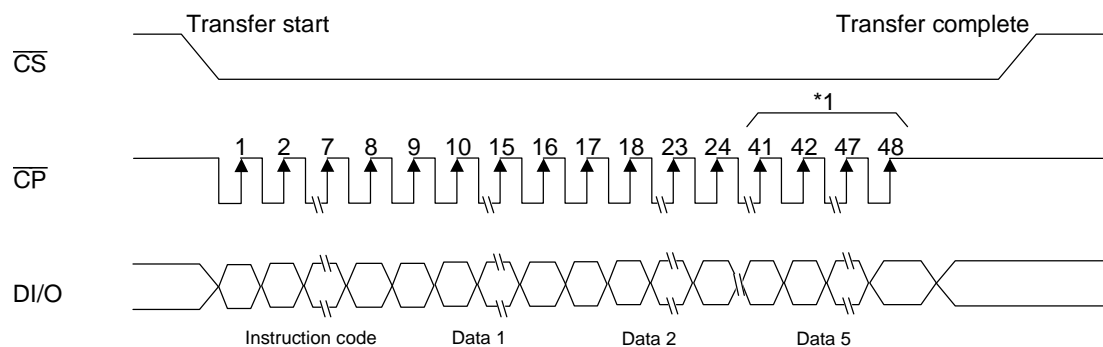 Transfer start Transfer complete
CS
*1
1 2 7 8 9 10 15 16 17 18 23 24 41 42 47 48
CP
DI/O
Instruction code Data 1 Data 2 Data 5